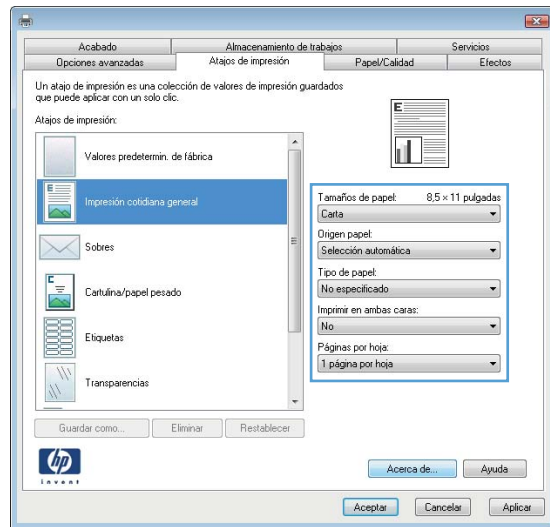 Acabado Almacenamiento de trabajos Servicios
Opciones avanzadas Atajos de impresión Papel/Calidad Efectos
Un atajo de impresión es una colección de valores de impresión guardados
que puede aplicar con un solo clic.
Atajos de impresión:
Valores predetermin. de fábrica
Impresión cotidiana general
Sobres
Cartulina/papel pesado
Etiquetas
Transparencias
E
Tamaños de papel: 8,5 × 11 pulgadas
Carta
Origen papel:
Selección automática
Tipo de papel:
No especificado
Imprimir en ambas caras:
No
Páginas por hoja:
1 página por hoja
Guardar como... Eliminar Restablecer
hp
invent
Acerca de... Ayuda
Aceptar Cancelar Aplicar